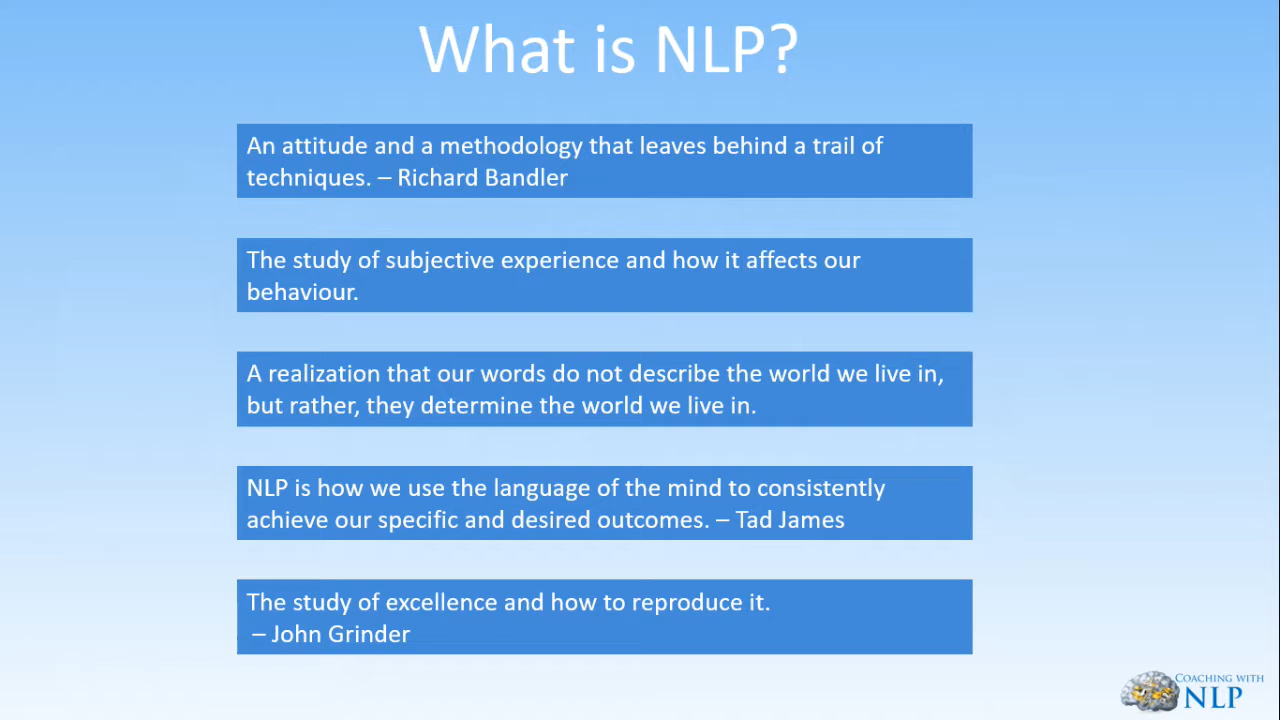 What is NLP?
An attitude and a methodology that leaves behind a trail of
techniques. – Richard Bandler
The study of subjective experience and how it affects our
behaviour.
A realization that our words do not describe the world we live in,
but rather, they determine the world we live in.
NLP is how we use the language of the mind to consistently
achieve our specific and desired outcomes. – Tad James
The study of excellence and how to reproduce it.
– John Grinder
COACHING WITH
NLP